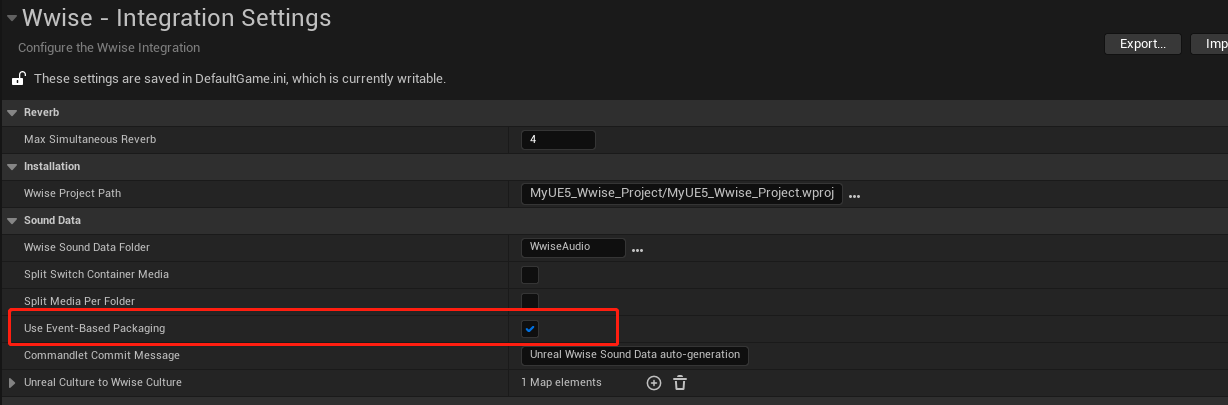 Wwise - Integration Settings
Configure the Wwise Integration
Export...
Imp
These settings are saved in DefaultGame.ini, which is currently writable.
Reverb
Max Simultaneous Reverb 4
Installation
Wwise Project Path MyUE5_Wwise_Project/MyUE5_Wwise_Project.wproj ...
Sound Data
Wwise Sound Data Folder WwiseAudio ...
Split Switch Container Media
Split Media Per Folder
Use Event-Based Packaging
Commandlet Commit Message Unreal Wwise Sound Data auto-generation
Unreal Culture to Wwise Culture 1 Map elements